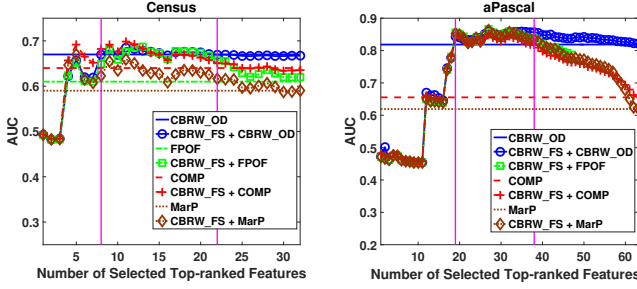 Census
AUC
0.7
0.6
0.5
0.4
0.3
5
10
15
20
25
30
Number of Selected Top-ranked Features
CBRW_OD
CBRW_FS + CBRW_OD
FPOF
CBRW_FS + FPOF
COMP
CBRW_FS + COMP
MarP
CBRW_FS + MarP
aPascal
AUC
0.9
0.8
0.7
0.6
0.5
0.4
0.3
0.2
10
20
30
40
50
60
Number of Selected Top-ranked Features
CBRW_OD
CBRW_FS + CBRW_OD
CBRW_FS + FPOF
COMP
CBRW_FS + COMP
MarP
CBRW_FS + MarP